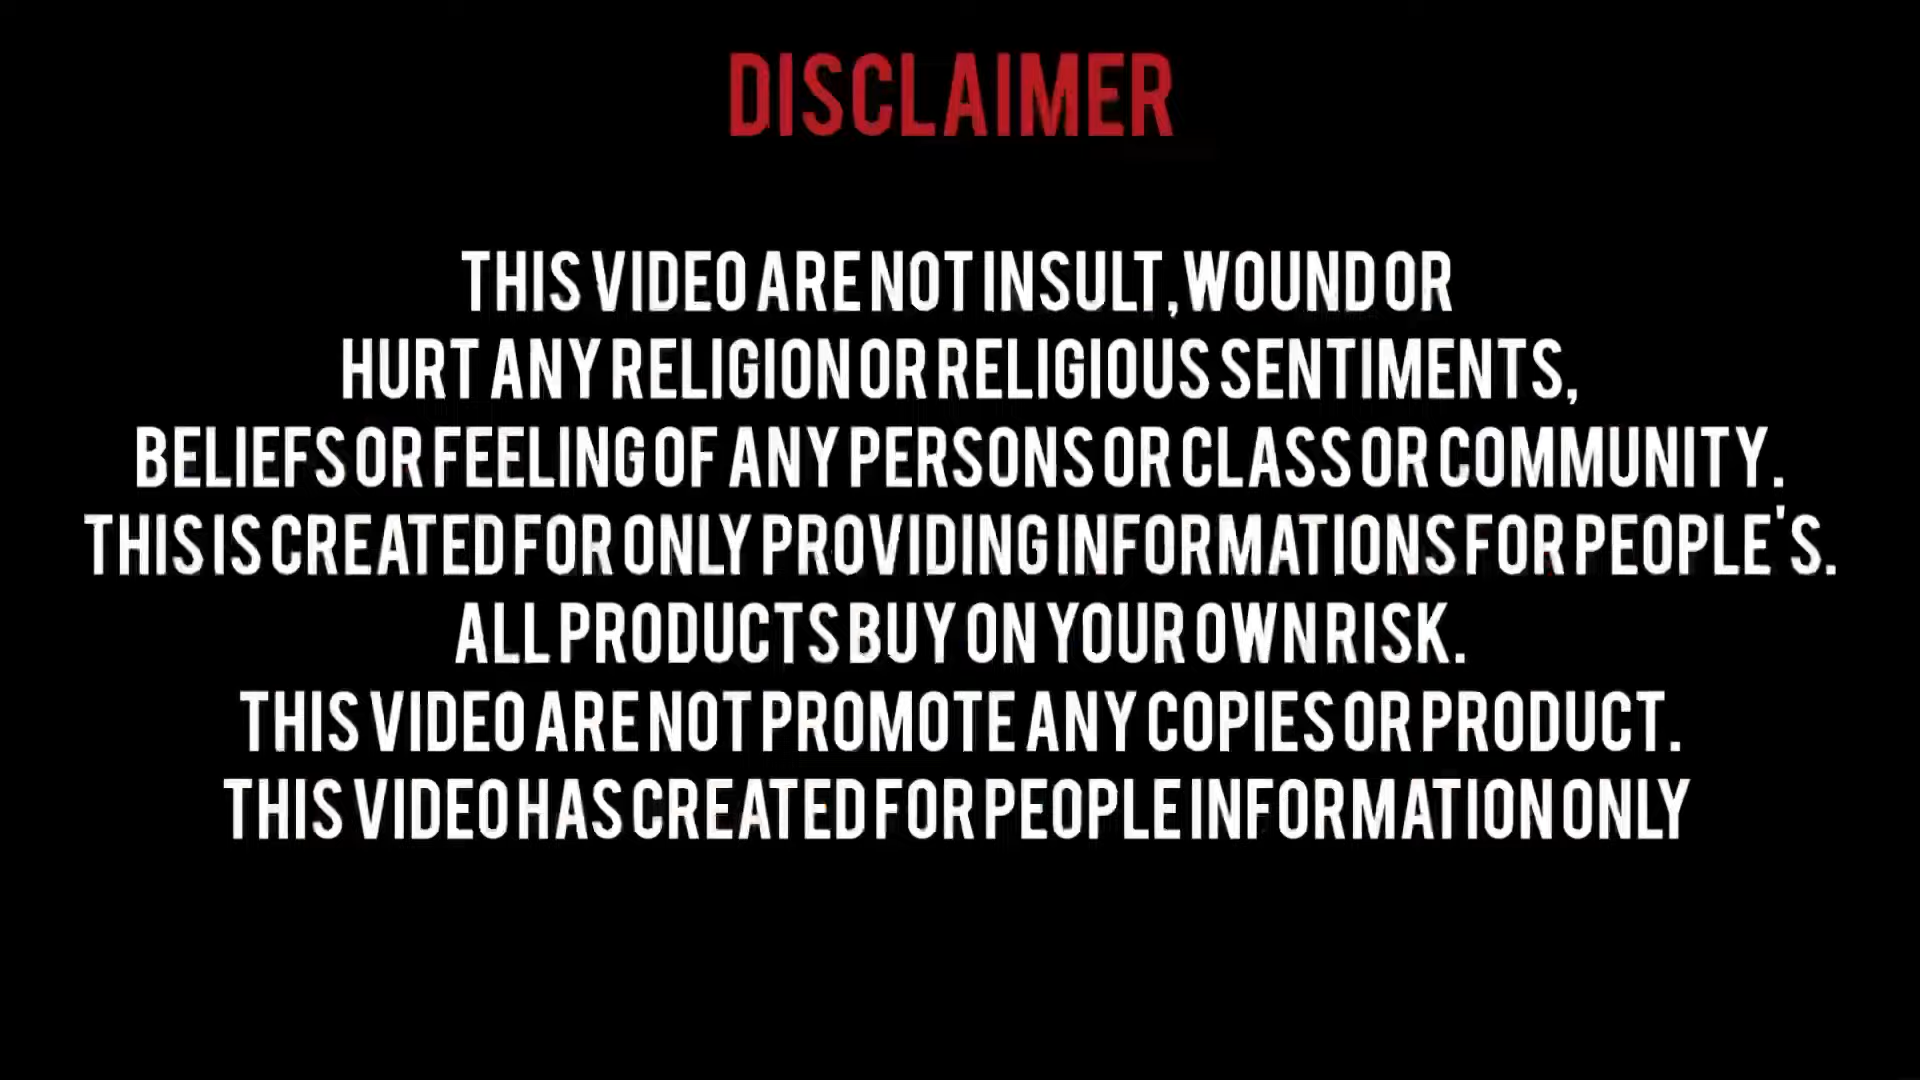 DISCLAIMER
THIS VIDEO ARE NOT INSULT, WOUND OR
HURT ANY RELIGION OR RELIGIOUS SENTIMENTS,
BELIEFS OR FEELING OF ANY PERSONS OR CLASS OR COMMUNITY.
THIS IS CREATED FOR ONLY PROVIDING INFORMATIONS FOR PEOPLE'S.
ALL PRODUCTS BUY ON YOUR OWN RISK.
THIS VIDEO ARE NOT PROMOTE ANY COPIES OR PRODUCT.
THIS VIDEO HAS CREATED FOR PEOPLE INFORMATION ONLY